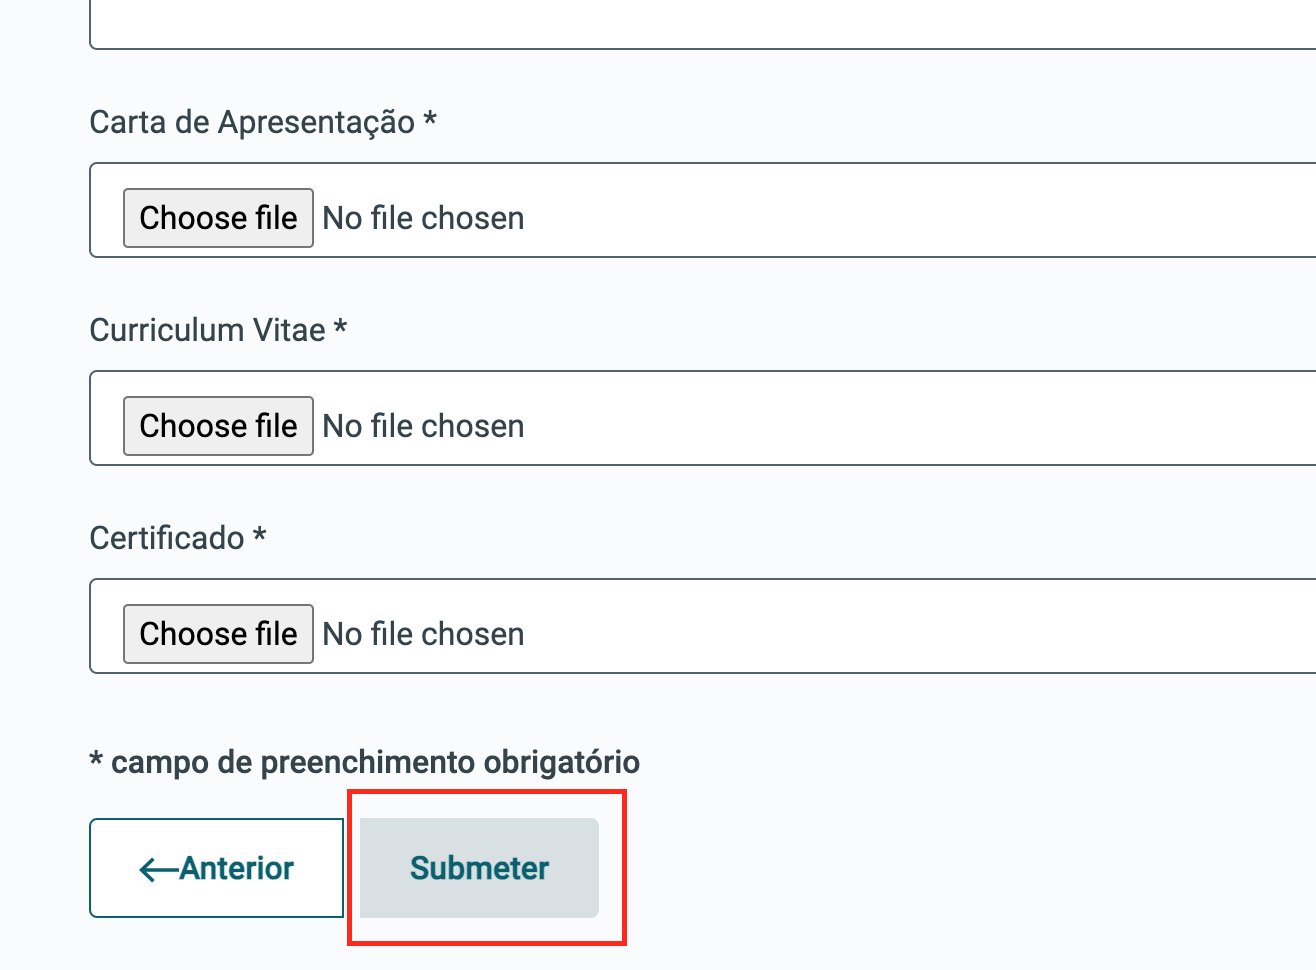 Carta de Apresentação *
Choose file No file chosen
Curriculum Vitae *
Choose file No file chosen
Certificado *
Choose file No file chosen
* campo de preenchimento obrigatório
←Anterior Submeter